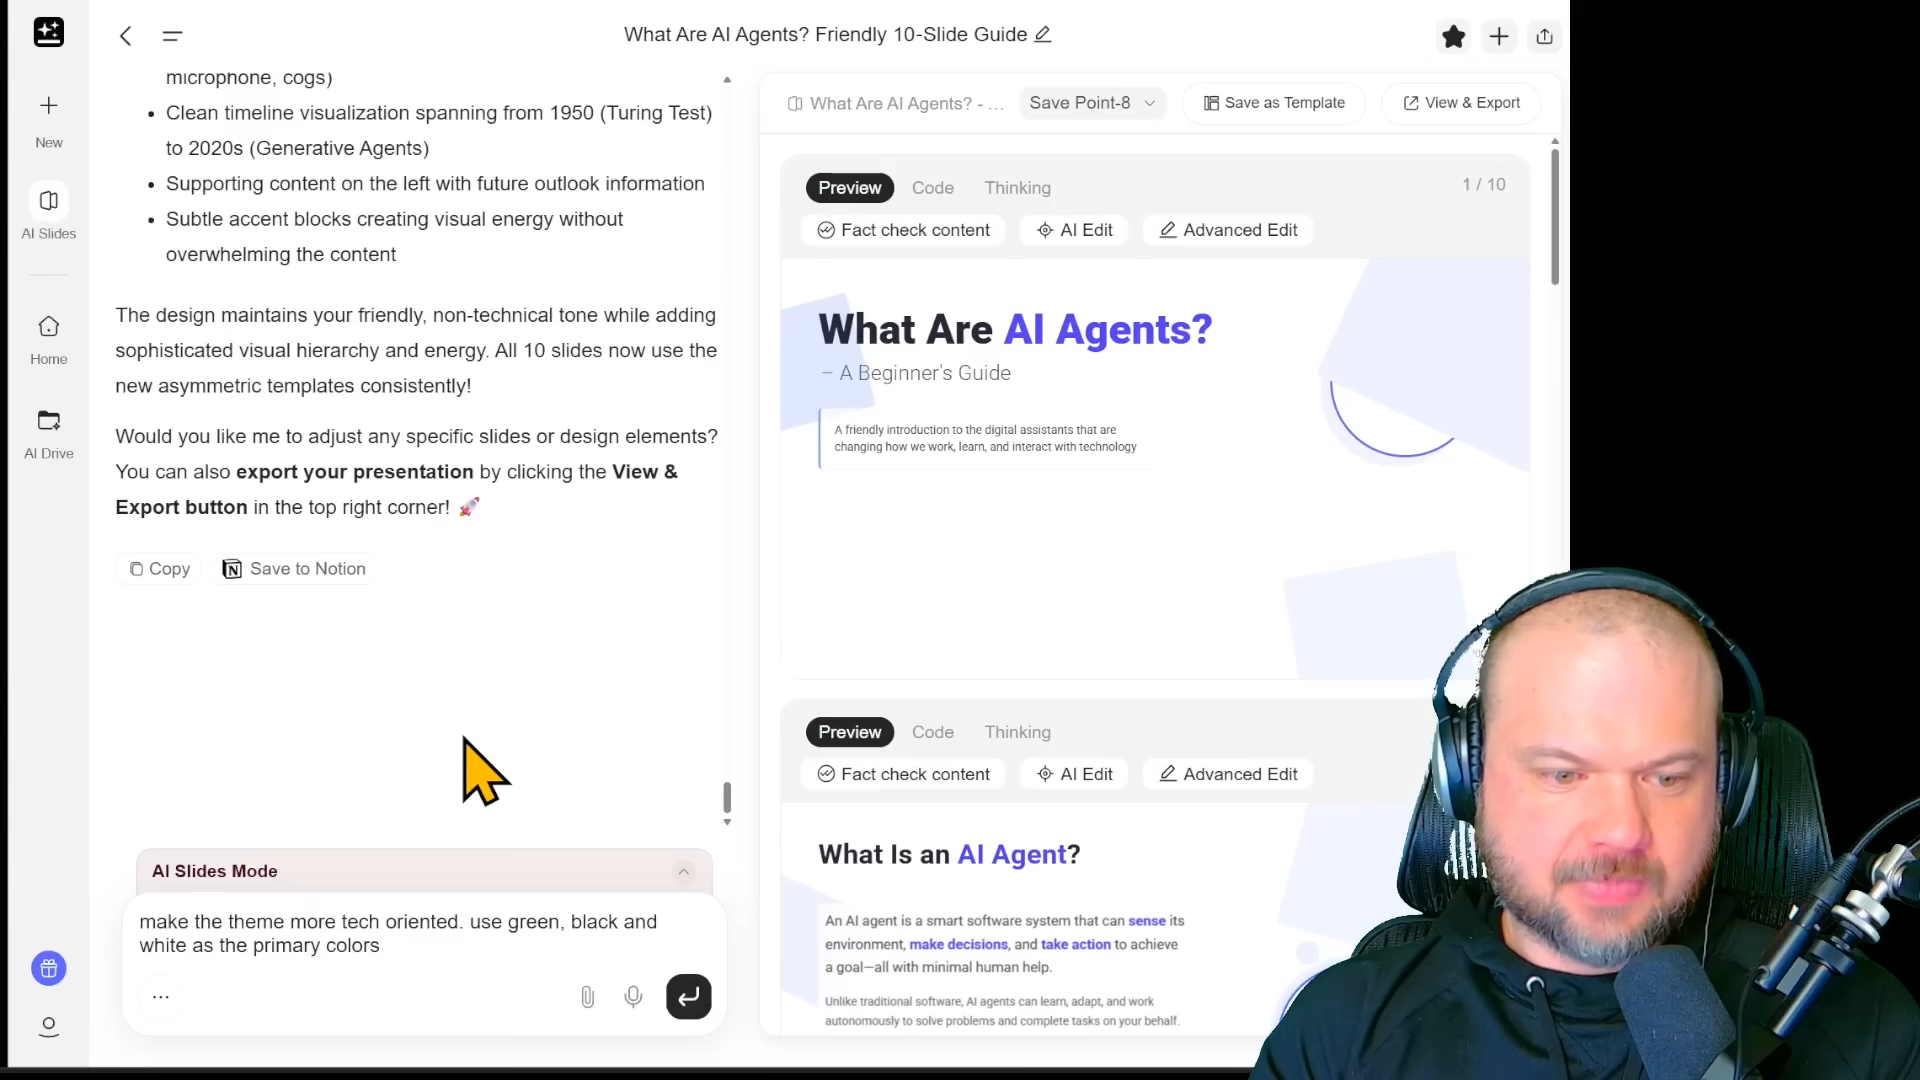 What Are AI Agents? Friendly 10-Slide Guide
New
AI Slides
Home
AI Drive
microphone, cogs)
Clean timeline visualization spanning from 1950 (Turing Test)
to 2020s (Generative Agents)
Supporting content on the left with future outlook information
Subtle accent blocks creating visual energy without
overwhelming the content
The design maintains your friendly, non-technical tone while adding
sophisticated visual hierarchy and energy. All 10 slides now use the
new asymmetric templates consistently!
Would you like me to adjust any specific slides or design elements?
You can also export your presentation by clicking the View &
Export button in the top right corner! 🚀
Copy
Save to Notion
AI Slides Mode
make the theme more tech oriented. use green, black and
white as the primary colors
What Are AI Agents? - ...
Save Point-8
Save as Template
View & Export
Preview
Code
Thinking
1 / 10
Fact check content
AI Edit
Advanced Edit
What Are AI Agents?
– A Beginner's Guide
A friendly introduction to the digital assistants that are
changing how we work, learn, and interact with technology
Preview
Code
Thinking
Fact check content
AI Edit
Advanced Edit
What Is an AI Agent?
An AI agent is a smart software system that can sense its
environment, make decisions, and take action to achieve
a goal—all with minimal human help.
Unlike traditional software, AI agents can learn, adapt, and work
autonomously to solve problems and complete tasks on your behalf.